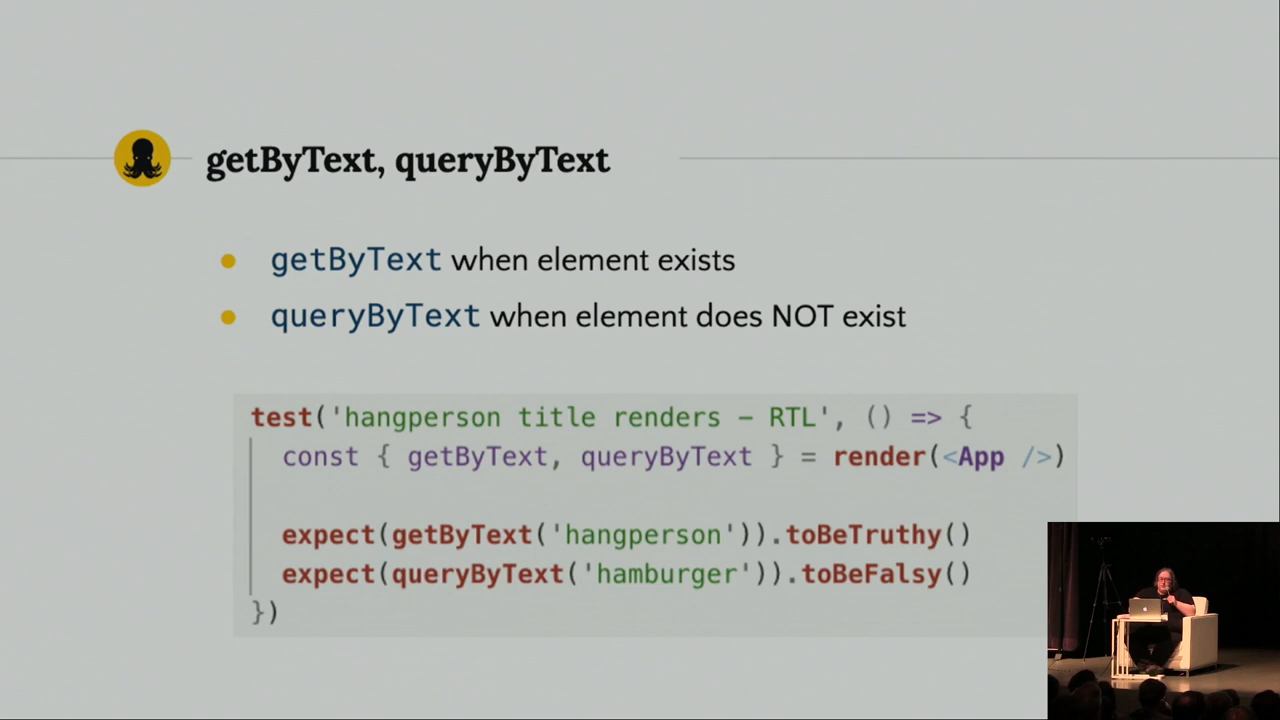 getByText, queryByText
getByText when element exists
queryByText when element does NOT exist
test('hangperson title renders – RTL', () => {
const { getByText, queryByText } = render(<App />)
expect(getByText('hangperson')).toBeTruthy()
expect(queryByText('hamburger')).toBeFalsy()
})